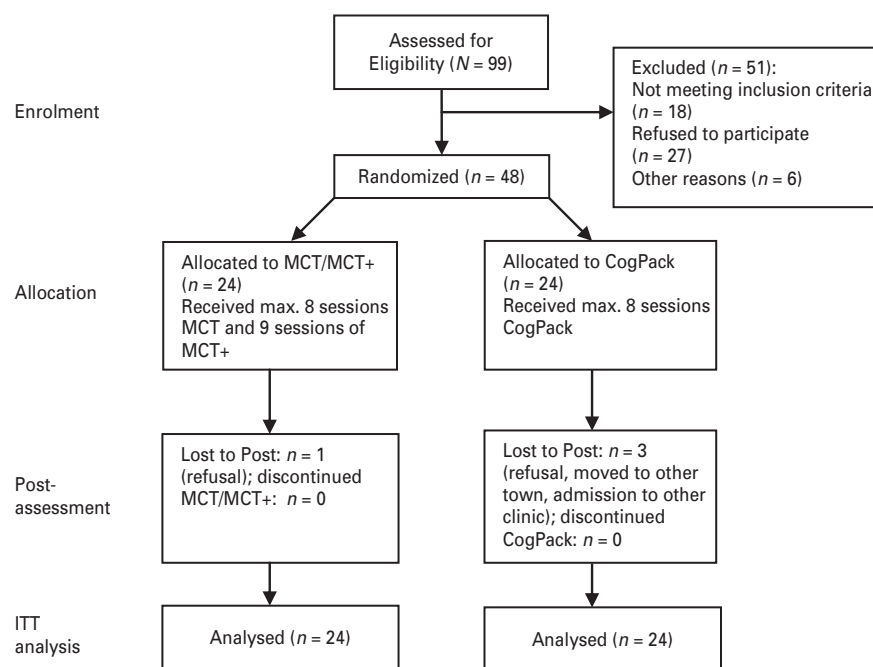 Assessed for
Eligibility (N = 99)
Excluded (n = 51):
Not meeting inclusion criteria
(n = 18)
Refused to participate
(n = 27)
Other reasons (n = 6)
Enrolment
Randomized (n = 48)
Allocation
Allocated to MCT/MCT+
(n = 24)
Received max. 8 sessions
MCT and 9 sessions of
MCT+
Allocated to CogPack
(n = 24)
Received max. 8 sessions
CogPack
Post-
assessment
Lost to Post: n = 1
(refusal); discontinued
MCT/MCT+: n = 0
Lost to Post: n = 3
(refusal, moved to other
town, admission to other
clinic); discontinued
CogPack: n = 0
ITT
analysis
Analysed (n = 24)
Analysed (n = 24)